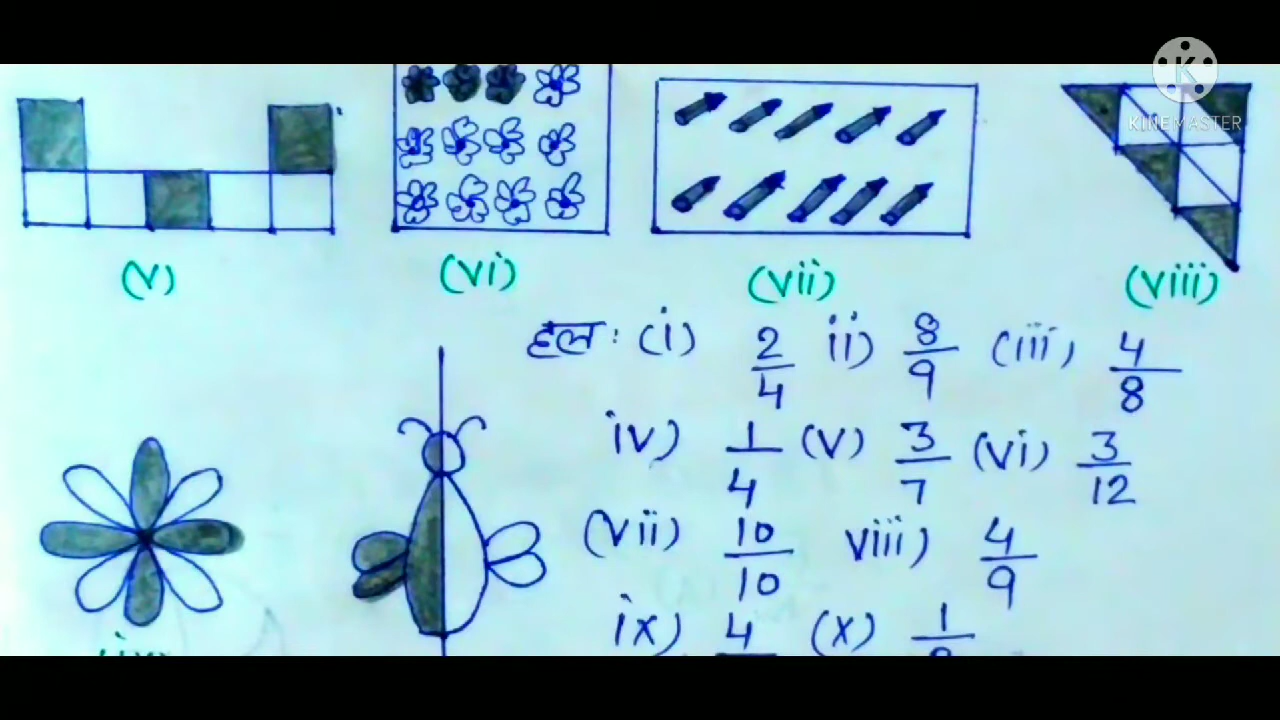 K
KINEMASTER
(v) (vi) (vii) (viii)
हल : (i) 2/4 ii) 8/9 (iii) 4/8
iv) 1/4 (v) 3/7 (vi) 3/12
(vii) 10/10 viii) 4/9
ix) 4 (x) 1